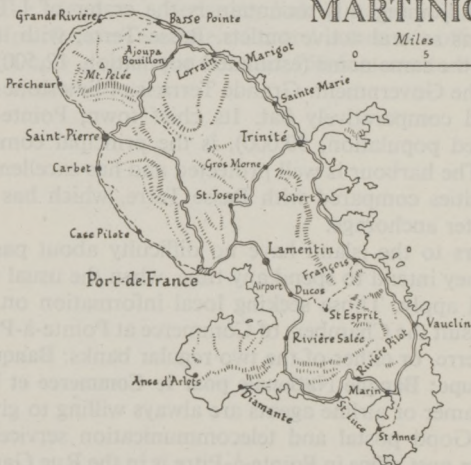 MARTINI
Miles
0 5
Grande Rivière
Basse Pointe
Ajoupa
Bouillon
Mt. Pelée
Lorrain
Marigot
Prêcheur
Sainte Marie
Saint-Pierre
Trinité
Carbet
Gros Morne
St. Joseph
Robert
Case Pilote
Lamentin
François
Port-de-France
Airport
Ducos
St Esprit
Vauclin
Rivière Salée
Rivière Pilot
Anse d'Arlets
Marin
Diamante
St. Luce
St Anne